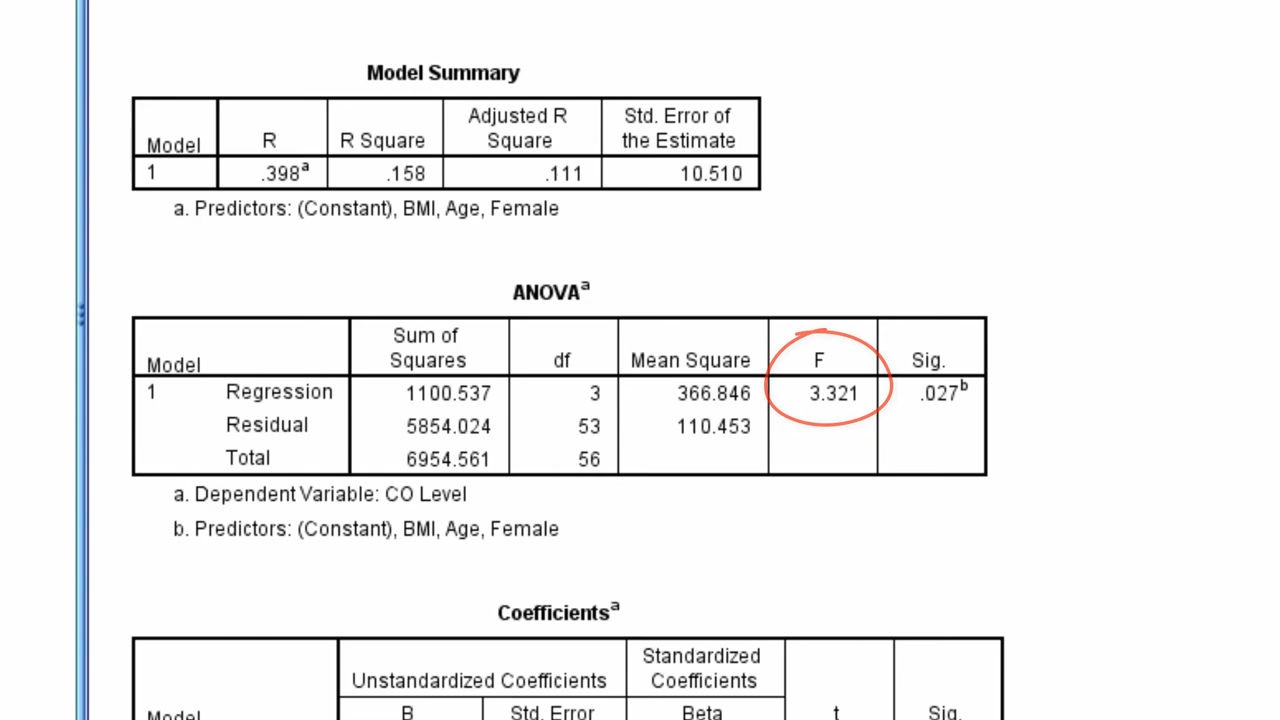 Model Summary
Model R R Square Adjusted R Square Std. Error of the Estimate
1 .398a .158 .111 10.510
a. Predictors: (Constant), BMI, Age, Female
ANOVAa
Model Sum of Squares df Mean Square F Sig.
1 Regression 1100.537 3 366.846 3.321 .027b
Residual 5854.024 53 110.453
Total 6954.561 56
a. Dependent Variable: CO Level
b. Predictors: (Constant), BMI, Age, Female
Coefficientsa
Unstandardized Coefficients Standardized Coefficients
Model B Std. Error Beta t Sig.